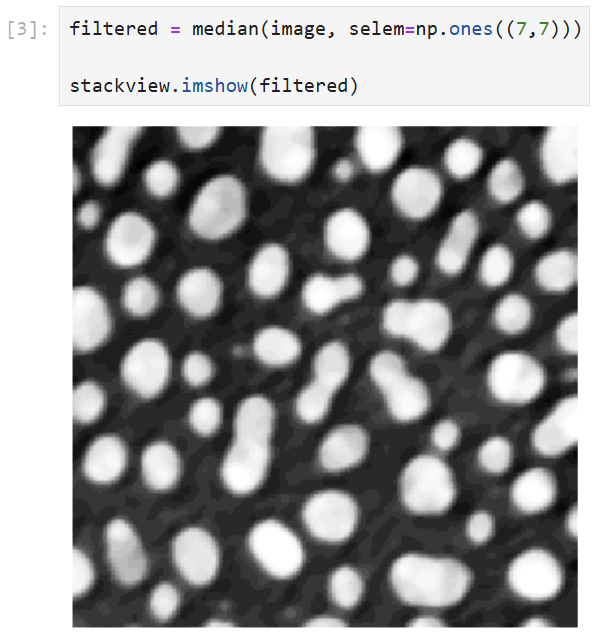 [3]: filtered = median(image, selem=np.ones((7,7)))
stackview.imshow(filtered)